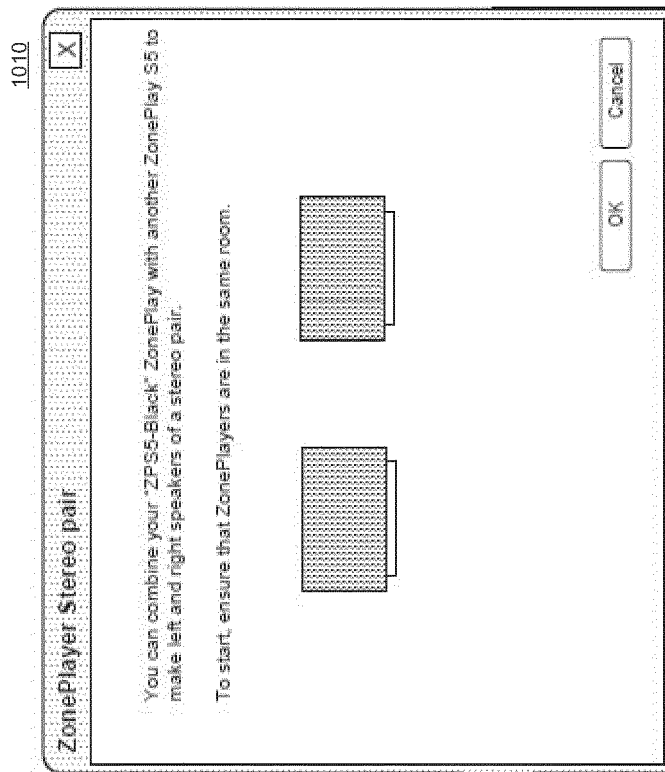 1010
ZonePlayer Stereo pair
X
You can combine your "ZPS5-Black" ZonePlay with another ZonePlay S5 to
make left and right speakers of a stereo pair.
To start, ensure that ZonePlayers are in the same room.
OK
Cancel